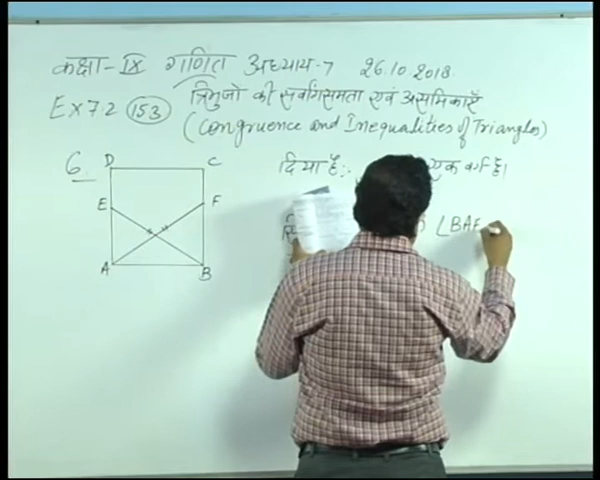 कक्षा-IX गणित अध्याय-7 26.10.2018
Ex 7.2 (153) त्रिभुजो की सर्वांगसमता एवं असमिकाएँ
(Congruence and Inequalities of Triangles)
6. D C
E F
A B
दिया है:- एक वर्ग है।
∠BAF